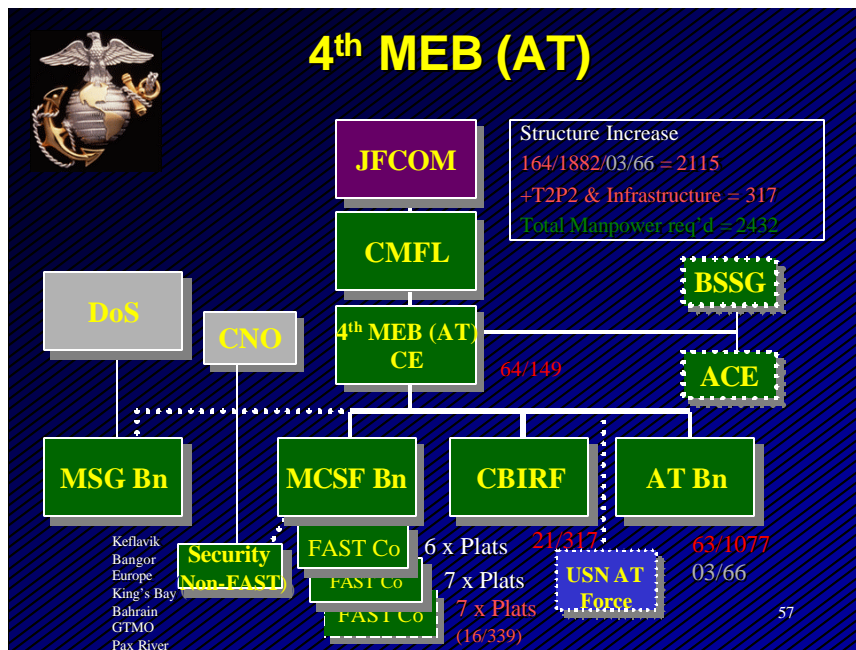 4th MEB (AT)
JFCOM
Structure Increase
164/1882/03/66 = 2115
+T2P2 & Infrastructure = 317
Total Manpower req'd = 2432
CMFL
BSSG
DoS
CNO
4th MEB (AT)
CE
64/149
ACE
MSG Bn
MCSF Bn
CBIRF
AT Bn
Keflavik
Bangor
Europe
King's Bay
Bahrain
GTMO
Pax River
Security
(Non-FAST)
FAST Co
6 x Plats
FAST Co
7 x Plats
FAST Co
7 x Plats
(16/339)
21/317
USN AT
Force
63/1077
03/66
57